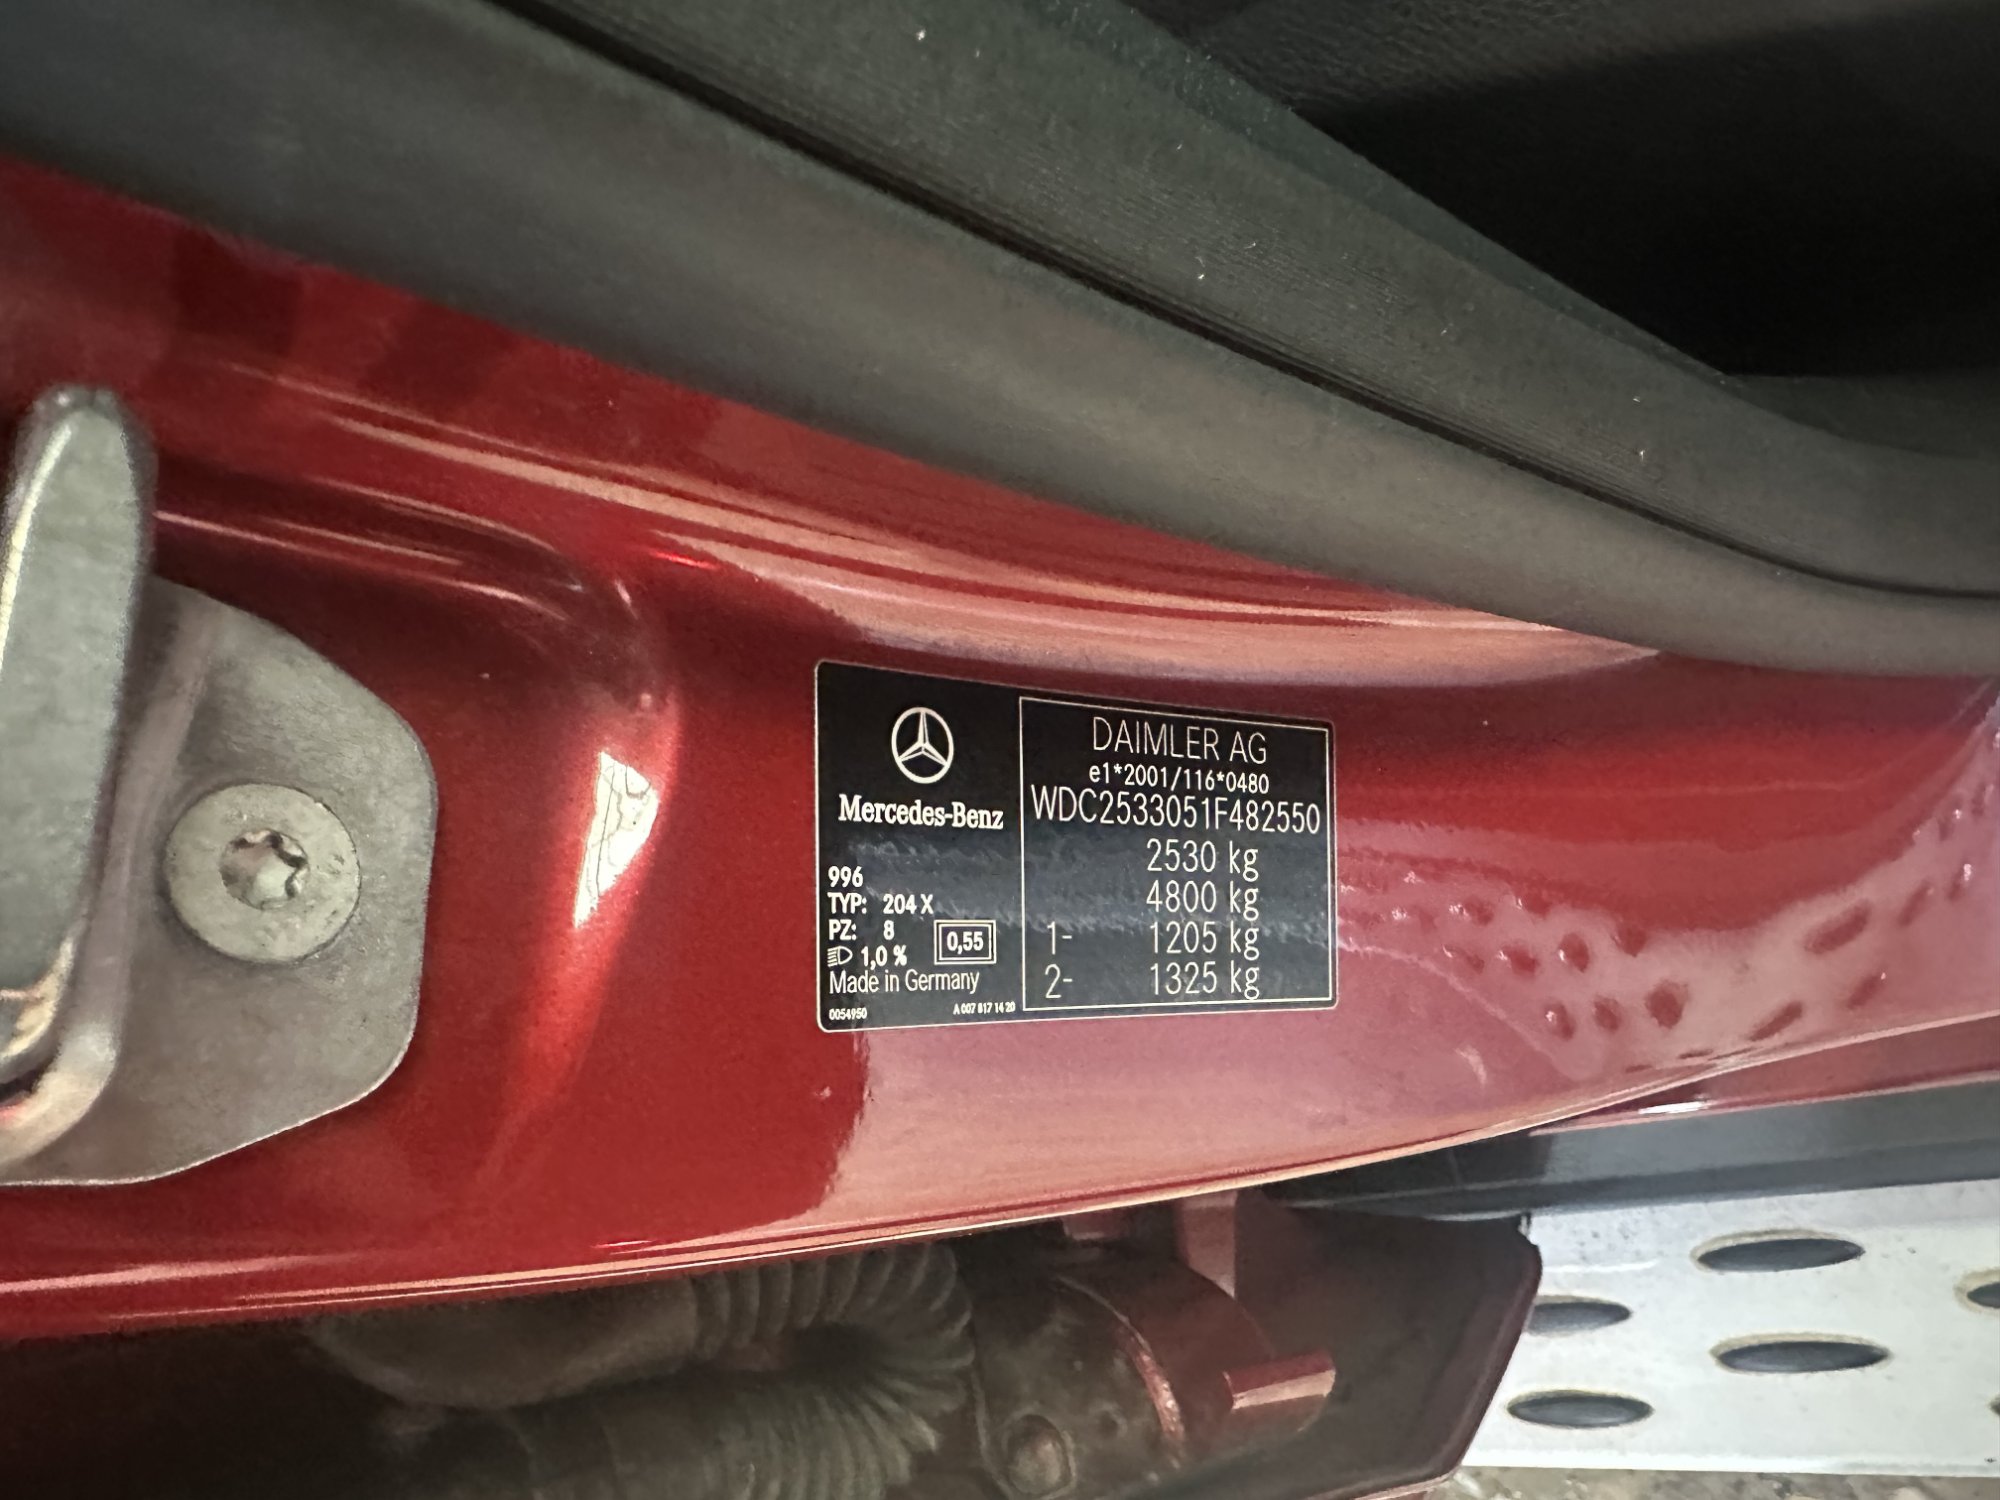 Mercedes-Benz
996
TYP: 204 X
PZ: 8
1,0 %
0,55
Made in Germany
0054950
A 007 817 14 20
DAIMLER AG
e1*2001/116*0480
WDC2533051F482550
2530 kg
4800 kg
1- 1205 kg
2- 1325 kg